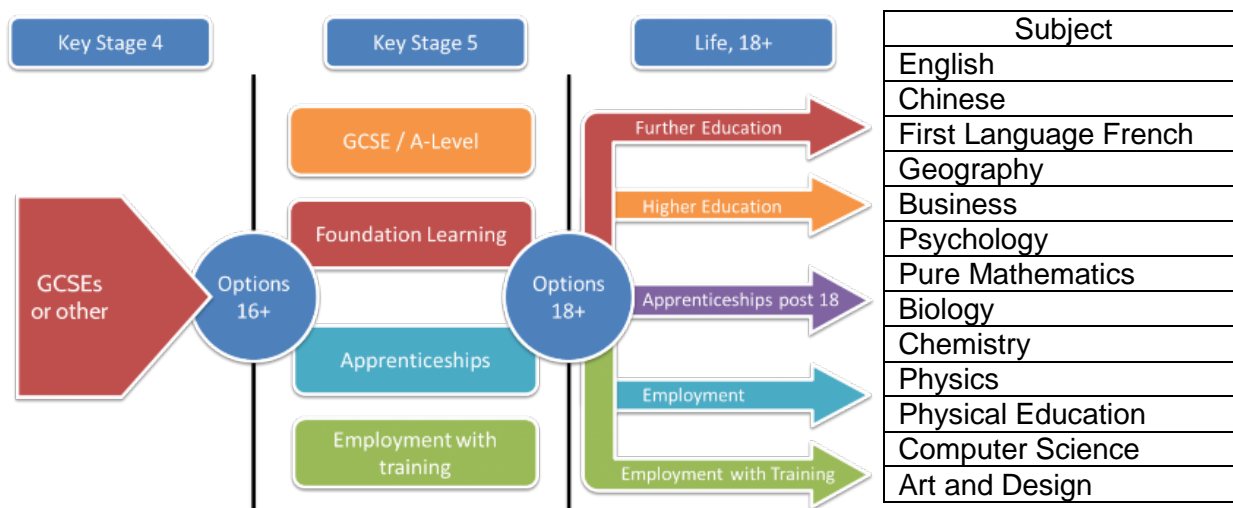 Key Stage 4
Key Stage 5
Life, 18+
GCSEs
or other
Options
16+
GCSE / A-Level
Foundation Learning
Apprenticeships
Employment with
training
Options
18+
Further Education
Higher Education
Apprenticeships post 18
Employment
Employment with Training
Subject
English
Chinese
First Language French
Geography
Business
Psychology
Pure Mathematics
Biology
Chemistry
Physics
Physical Education
Computer Science
Art and Design